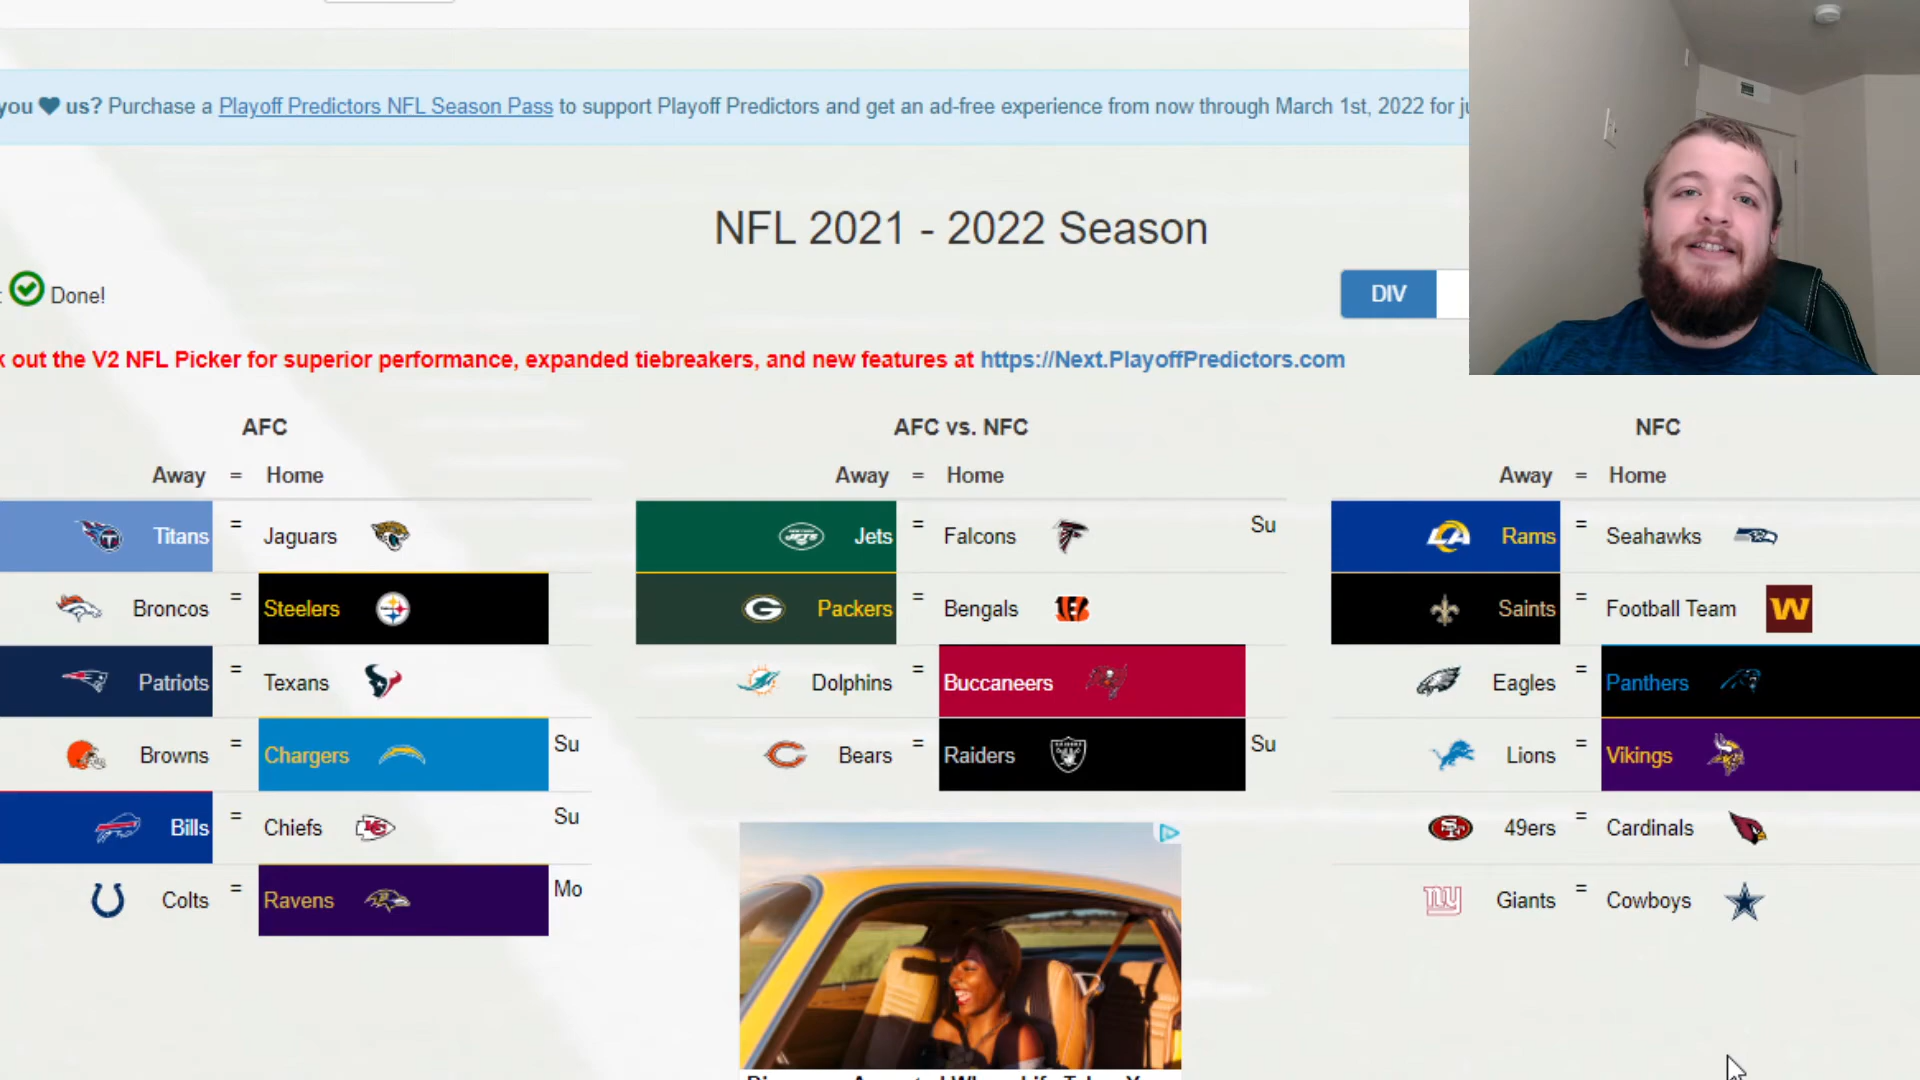 you ♥ us? Purchase a Playoff Predictors NFL Season Pass to support Playoff Predictors and get an ad-free experience from now through March 1st, 2022 for
NFL 2021 - 2022 Season
Done!
DIV
out the V2 NFL Picker for superior performance, expanded tiebreakers, and new features at https://Next.PlayoffPredictors.com
AFC
Away = Home
Titans = Jaguars
Broncos = Steelers
Patriots = Texans
Browns = Chargers Su
Bills = Chiefs Su
Colts = Ravens Mo
AFC vs. NFC
Away = Home
Jets = Falcons Su
JETS
Packers = Bengals
G
Dolphins = Buccaneers
Bears = Raiders Su
NFC
Away = Home
Rams = Seahawks
LA
Saints = Football Team W
Eagles = Panthers
Lions = Vikings
49ers = Cardinals
SF
Giants = Cowboys
ny